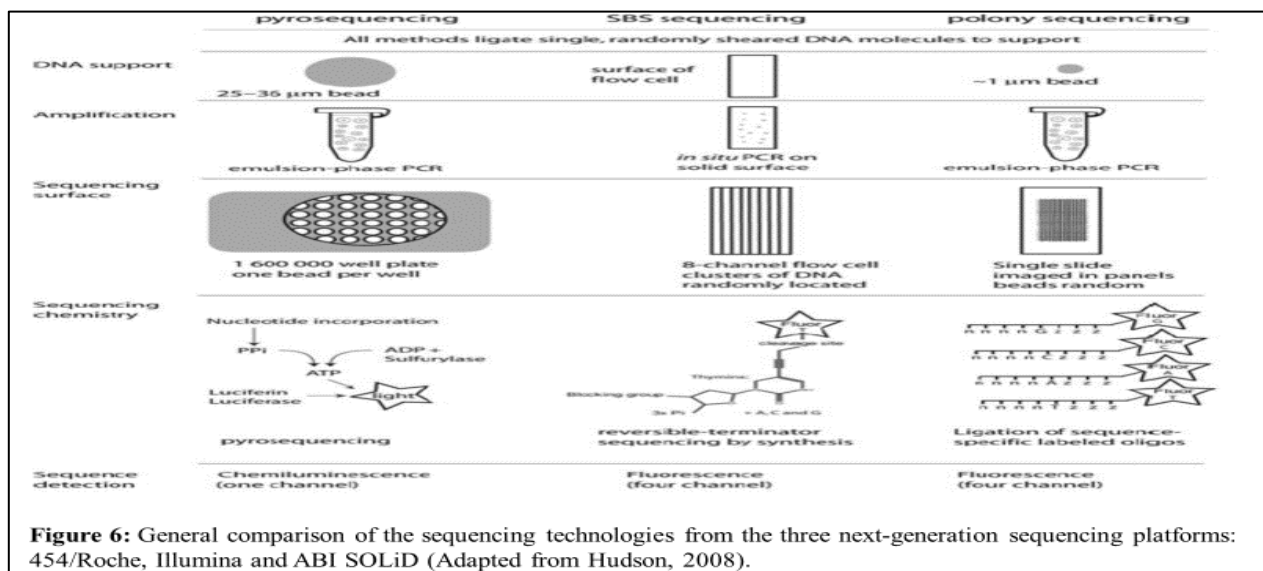 pyrosequencing SBS sequencing polony sequencing
All methods ligate single, randomly sheared DNA molecules to support
DNA support
25–36 μm bead
surface of
flow cell
~1 μm bead
Amplification
emulsion-phase PCR
in situ PCR on
solid surface
emulsion-phase PCR
Sequencing
surface
1 600 000 well plate
one bead per well
8-channel flow cell
clusters of DNA
randomly located
Single slide
imaged in panels
beads random
Sequencing
chemistry
Nucleotide incorporation
PPi
ADP +
Sulfurylase
ATP
Luciferin
Luciferase
light
pyrosequencing
Fluor
T
cleavage site
Thymine:
Blocking group
3x Pi
+ A,C and G
reversible-terminator
sequencing by synthesis
Fluor
G
n n n n G z z z
Fluor
C
n n n n C z z z
Fluor
A
n n n n A z z z
Fluor
T
n n n n T z z z
Ligation of sequence-
specific labeled oligos
Sequence
detection
Chemiluminescence
(one channel)
Fluorescence
(four channel)
Fluorescence
(four channel)
Figure 6: General comparison of the sequencing technologies from the three next-generation sequencing platforms:
454/Roche, Illumina and ABI SOLiD (Adapted from Hudson, 2008).